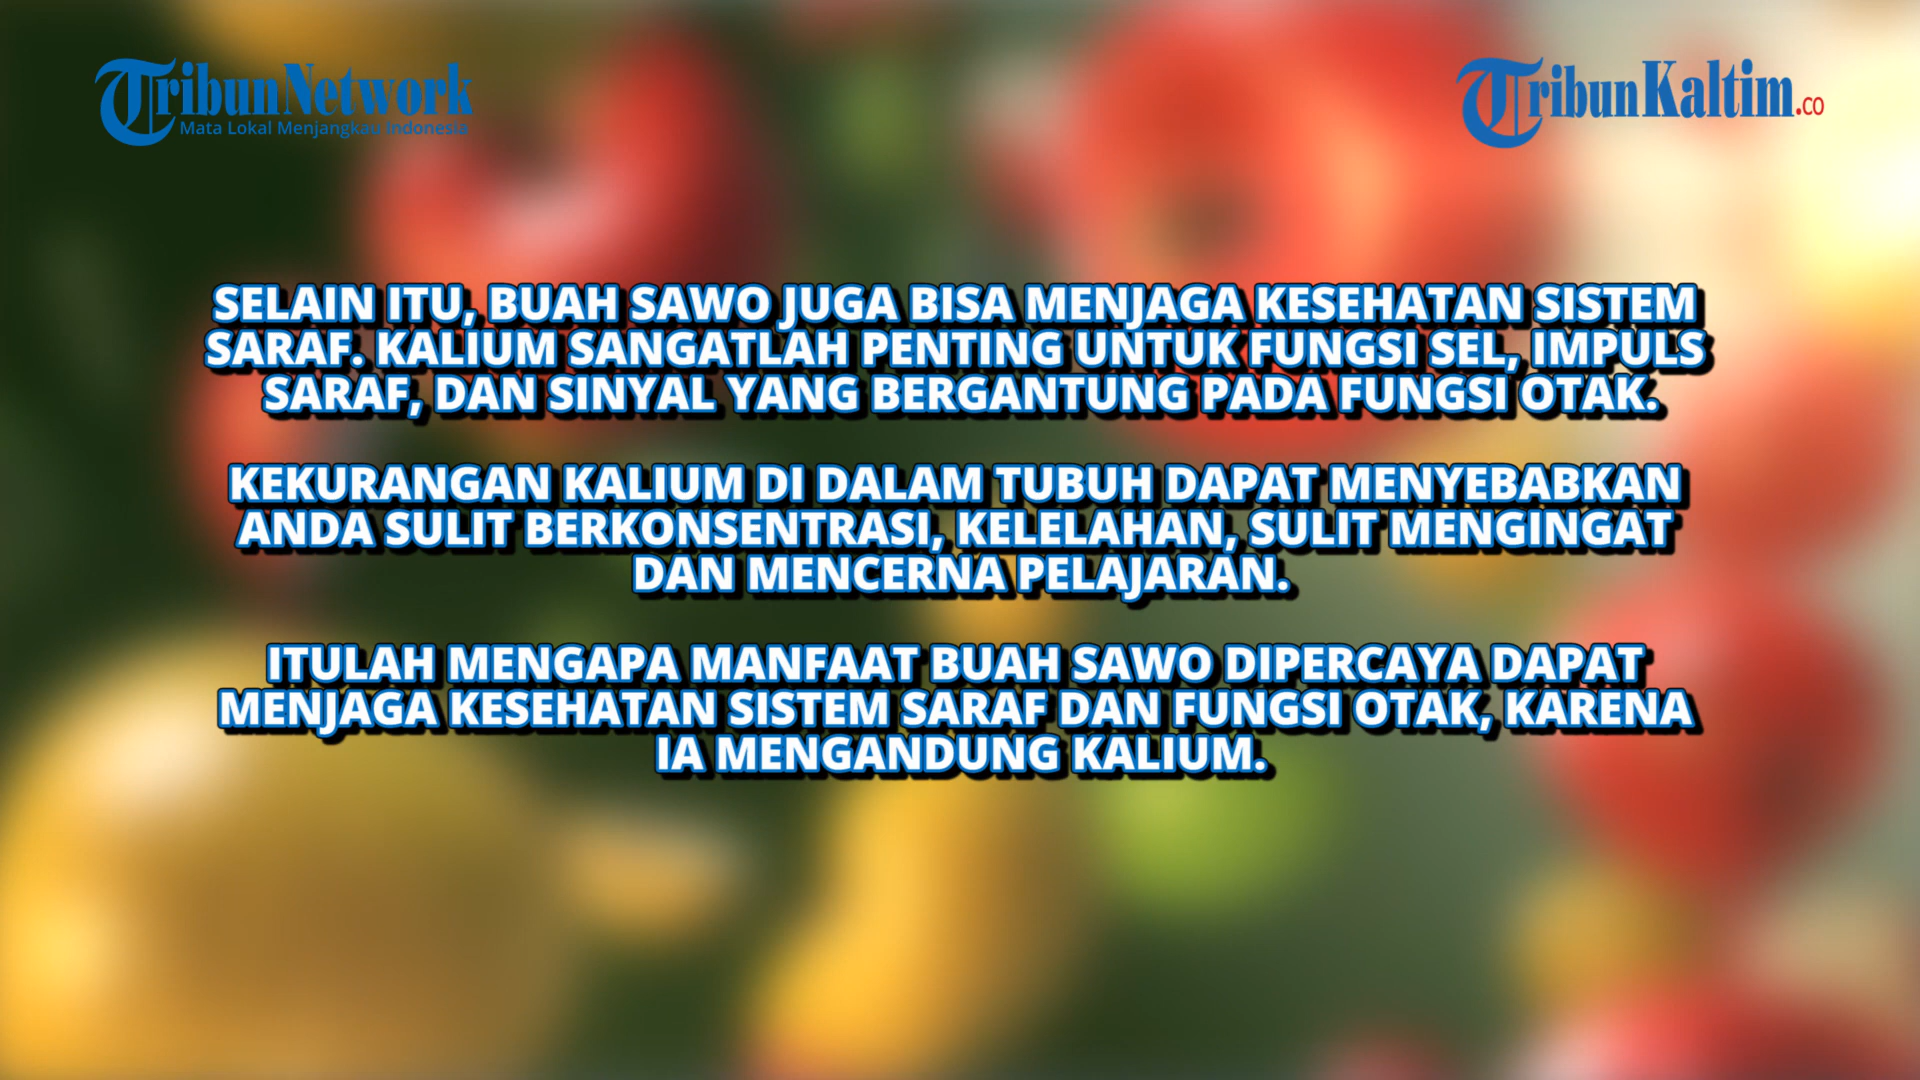 TribunNetwork
Mata Lokal Menjangkau Indonesia
TribunKaltim.co
SELAIN ITU, BUAH SAWO JUGA BISA MENJAGA KESEHATAN SISTEM
SARAF. KALIUM SANGATLAH PENTING UNTUK FUNGSI SEL, IMPULS
SARAF, DAN SINYAL YANG BERGANTUNG PADA FUNGSI OTAK.
KEKURANGAN KALIUM DI DALAM TUBUH DAPAT MENYEBABKAN
ANDA SULIT BERKONSENTRASI, KELELAHAN, SULIT MENGINGAT
DAN MENCERNA PELAJARAN.
ITULAH MENGAPA MANFAAT BUAH SAWO DIPERCAYA DAPAT
MENJAGA KESEHATAN SISTEM SARAF DAN FUNGSI OTAK, KARENA
IA MENGANDUNG KALIUM.